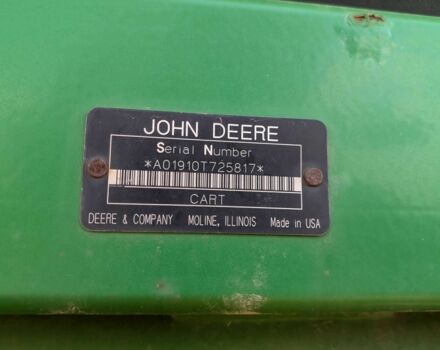 JOHN DEERE
Serial Number
*A01910T725817*
CART
DEERE & COMPANY MOLINE, ILLINOIS Made in USA